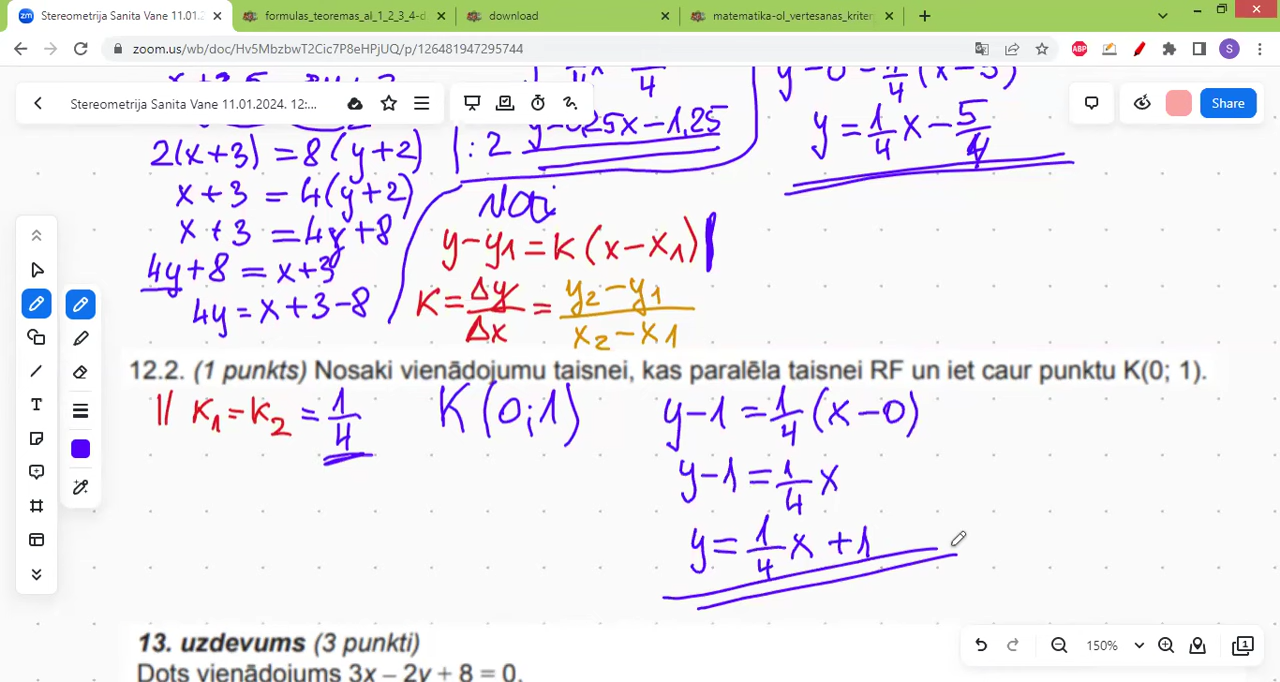 Stereometrija Sanita Vane 11.01.20
formulas_teoremas_al_1_2_3_4-d
download
matematika-ol_vertesanas_kriter
zoom.us/wb/doc/Hv5MbzbwT2Cic7P8eHPjUQ/p/126481947295744
ABP
S
Stereometrija Sanita Vane 11.01.2024. 12:...
Share
2(x+3) = 8(y+2) | : 2
x+3 = 4(y+2)
x+3 = 4y+8
4y+8 = x+3
4y = x+3-8
y = 1/4 x - 5/4
y-y1 = K(x-x1)
K = Δy/Δx = y2-y1/x2-x1
12.2. (1 punkts) Nosaki vienādojumu taisnei, kas paralēla taisnei RF un iet caur punktu K(0; 1).
|| K1 = K2 = 1/4
K(0;1)
y-1 = 1/4 (x-0)
y-1 = 1/4 x
y = 1/4 x + 1
13. uzdevums (3 punkti)
Dots vienādojums 3x – 2y + 8 = 0.
150%